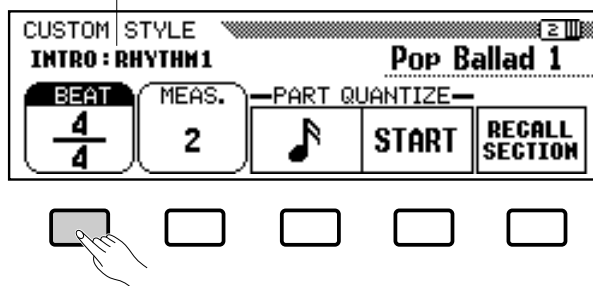 CUSTOM STYLE 2
INTRO:RHYTHM1 Pop Ballad 1
BEAT MEAS. PART QUANTIZE
4
4 2 START RECALL
SECTION